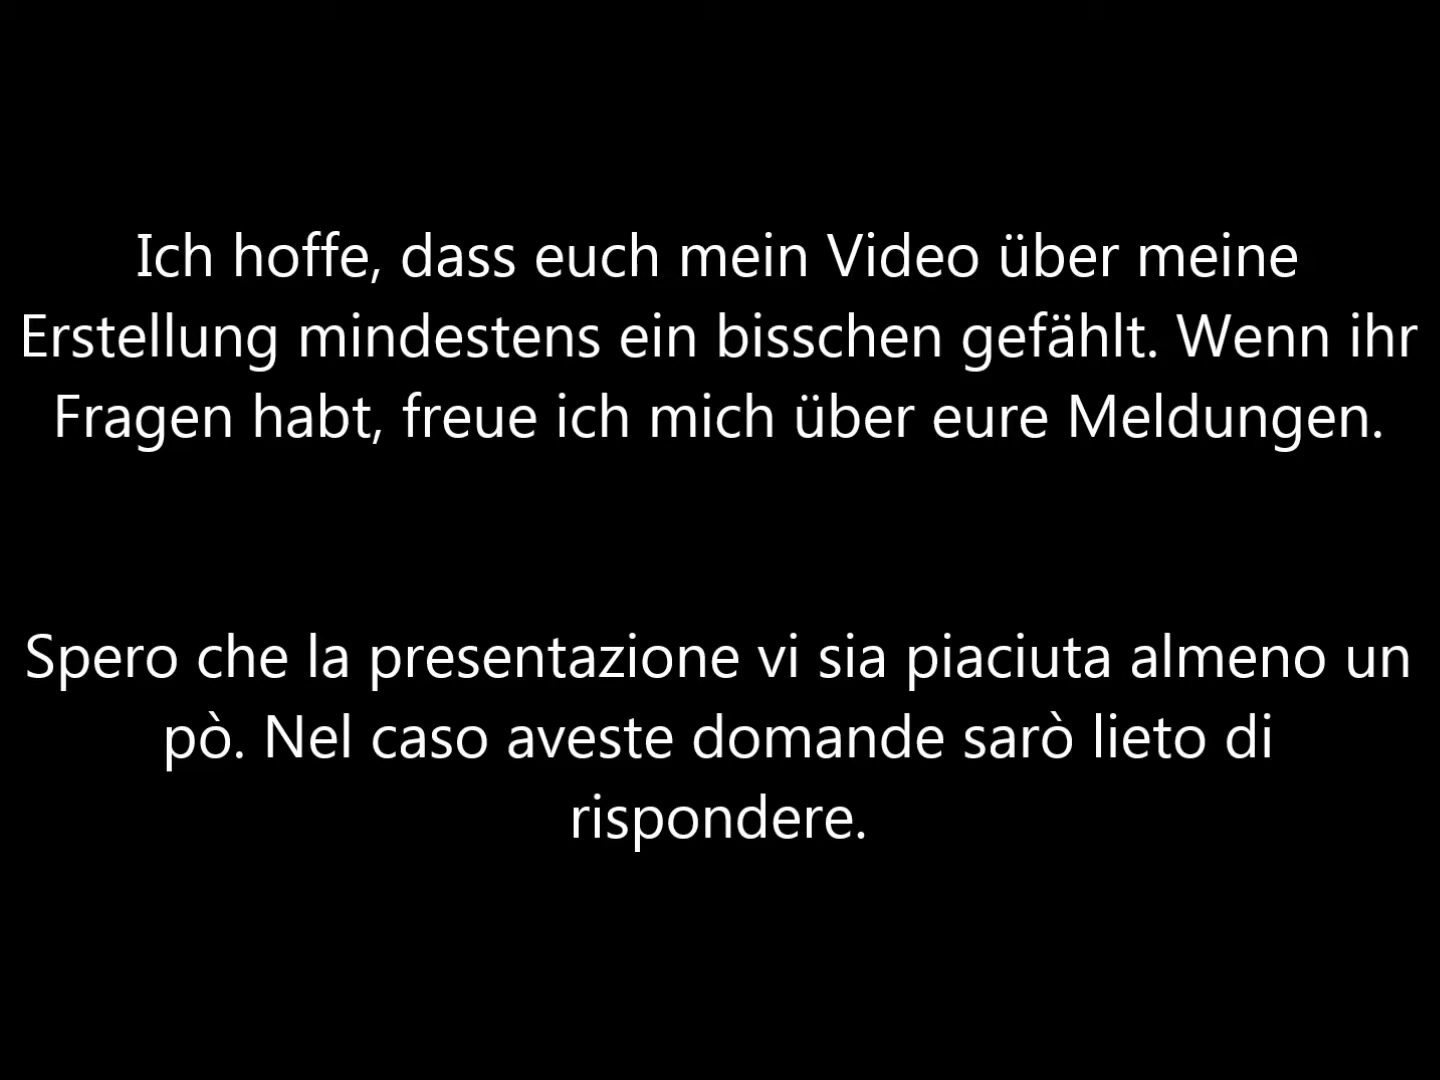 Ich hoffe, dass euch mein Video über meine
Erstellung mindestens ein bisschen gefählt. Wenn ihr
Fragen habt, freue ich mich über eure Meldungen.
Spero che la presentazione vi sia piaciuta almeno un
pò. Nel caso aveste domande sarò lieto di
rispondere.